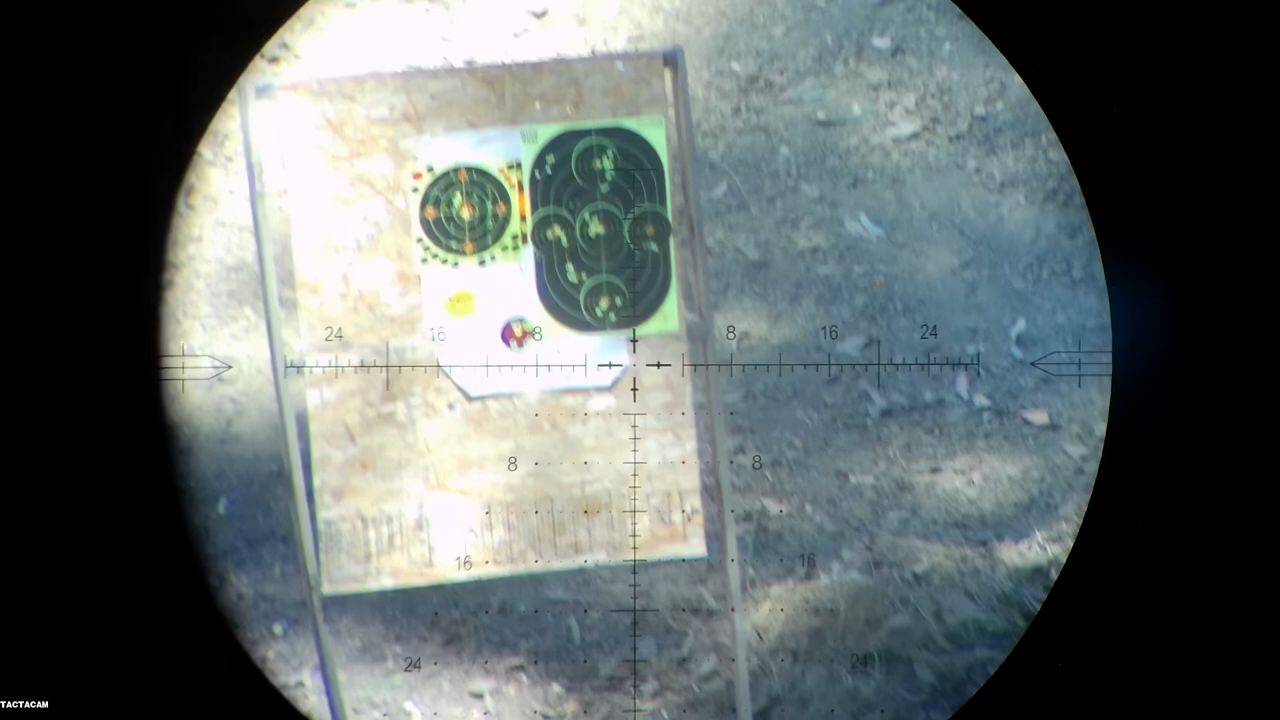 24 16 8 8 16 24
8 8
16 16
24 24
TACTACAM